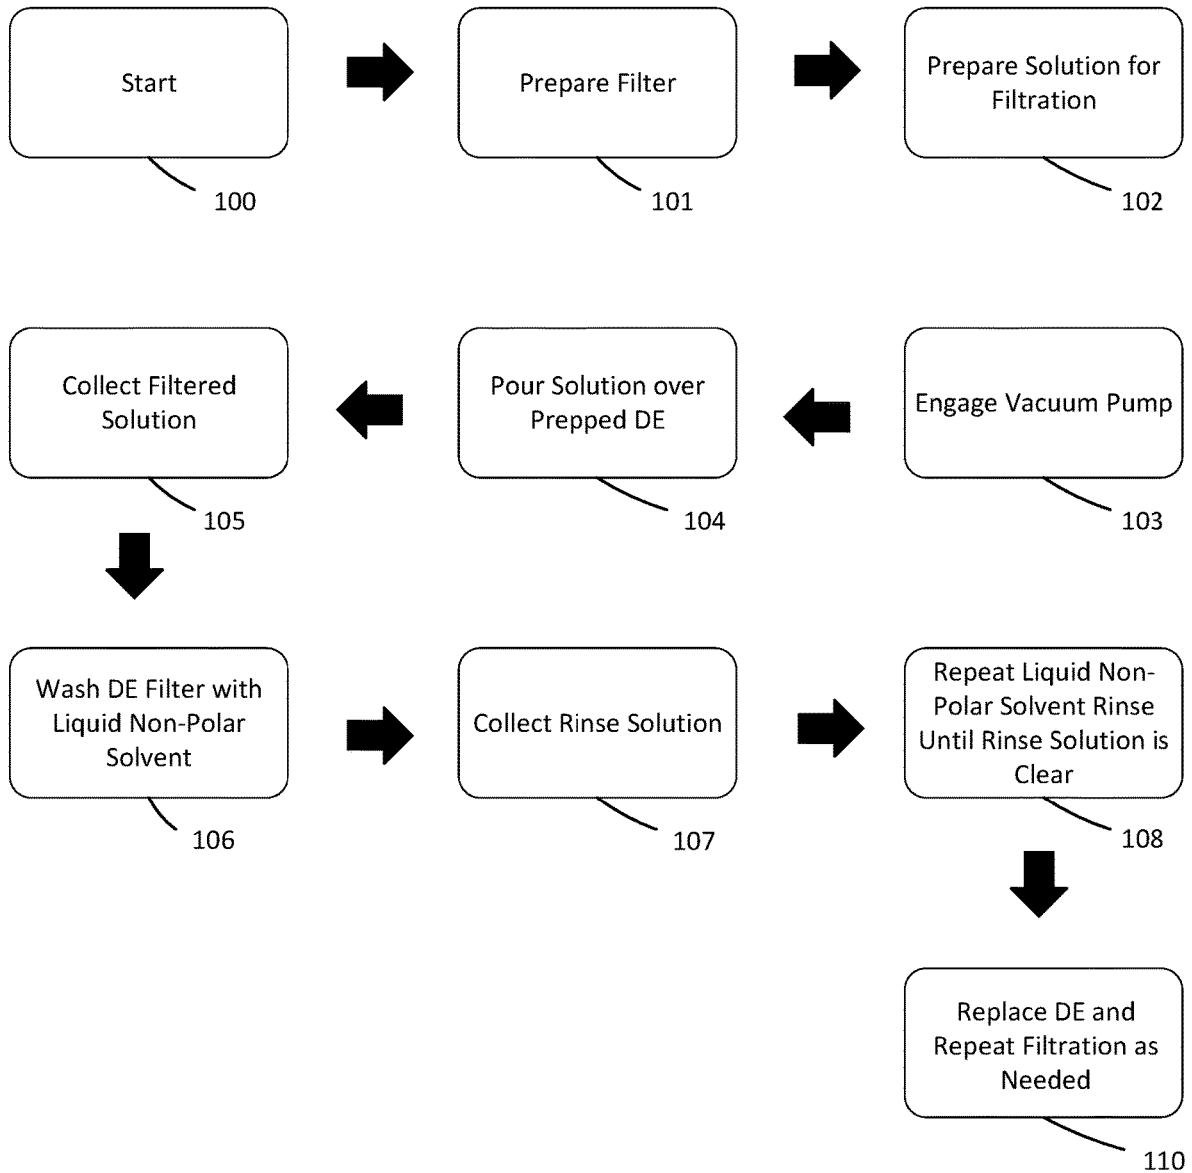 Start
100
Prepare Filter
101
Prepare Solution for
Filtration
102
Engage Vacuum Pump
103
Pour Solution over
Prepped DE
104
Collect Filtered
Solution
105
Wash DE Filter with
Liquid Non-Polar
Solvent
106
Collect Rinse Solution
107
Repeat Liquid Non-
Polar Solvent Rinse
Until Rinse Solution is
Clear
108
Replace DE and
Repeat Filtration as
Needed
110